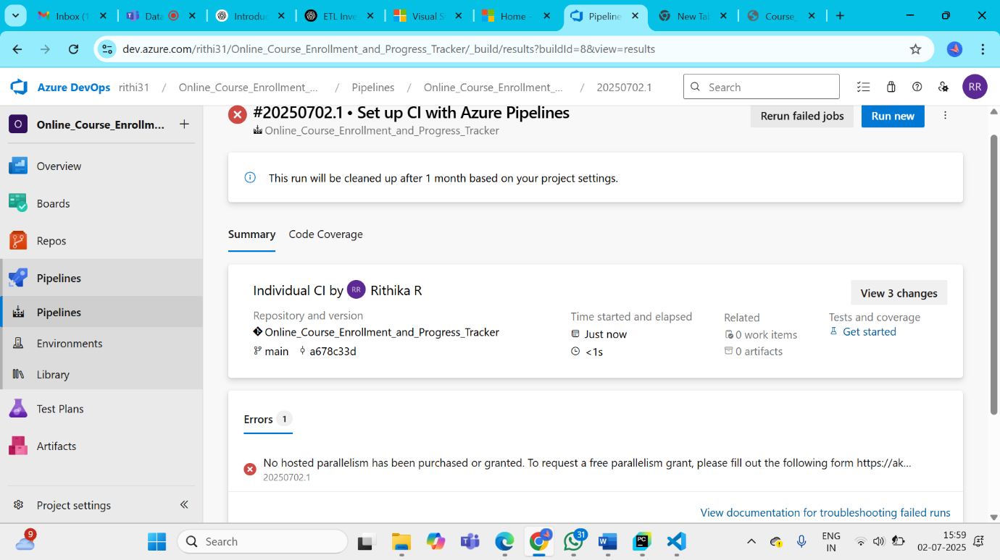 Inbox (1
Data
Introduc
ETL Inve
Visual S
Home -
Pipeline
New Tab
Course_
dev.azure.com/rithi31/Online_Course_Enrollment_and_Progress_Tracker/_build/results?buildId=8&view=results
Azure DevOps rithi31 / Online_Course_Enrollment_... / Pipelines / Online_Course_Enrollment_... / 20250702.1
Search
RR
O Online_Course_Enrollm...
Overview
Boards
Repos
Pipelines
Pipelines
Environments
Library
Test Plans
Artifacts
Project settings
#20250702.1 • Set up CI with Azure Pipelines
Online_Course_Enrollment_and_Progress_Tracker
Rerun failed jobs
Run new
This run will be cleaned up after 1 month based on your project settings.
Summary Code Coverage
Individual CI by RR Rithika R
View 3 changes
Repository and version
Online_Course_Enrollment_and_Progress_Tracker
main a678c33d
Time started and elapsed
Just now
<1s
Related
0 work items
0 artifacts
Tests and coverage
Get started
Errors 1
No hosted parallelism has been purchased or granted. To request a free parallelism grant, please fill out the following form https://ak...
20250702.1
View documentation for troubleshooting failed runs
9
Search
PC
31
ENG
IN
15:59
02-07-2025